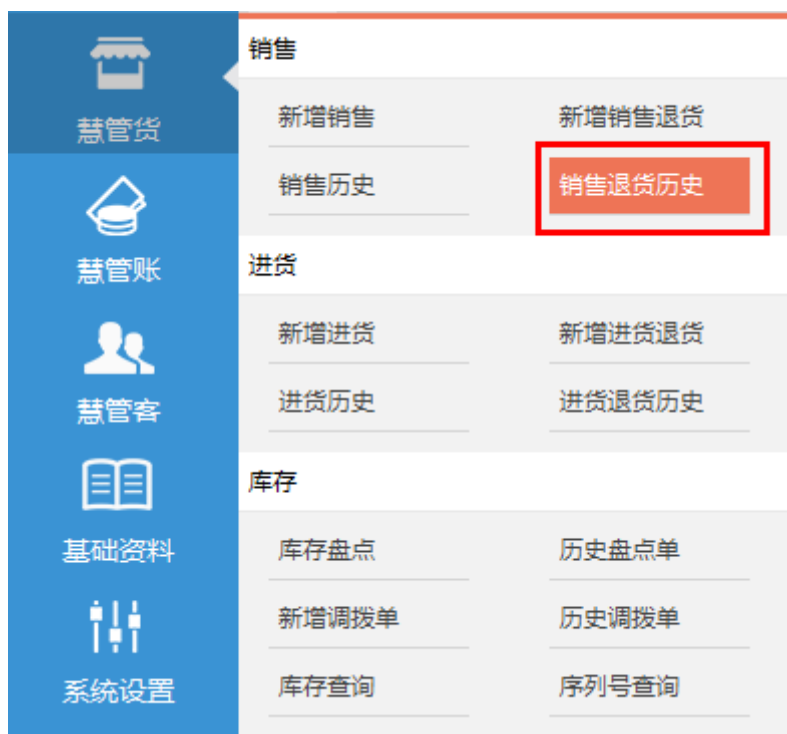 慧管货
慧管账
慧管客
基础资料
系统设置
销售
新增销售 新增销售退货
销售历史 销售退货历史
进货
新增进货 新增进货退货
进货历史 进货退货历史
库存
库存盘点 历史盘点单
新增调拨单 历史调拨单
库存查询 序列号查询